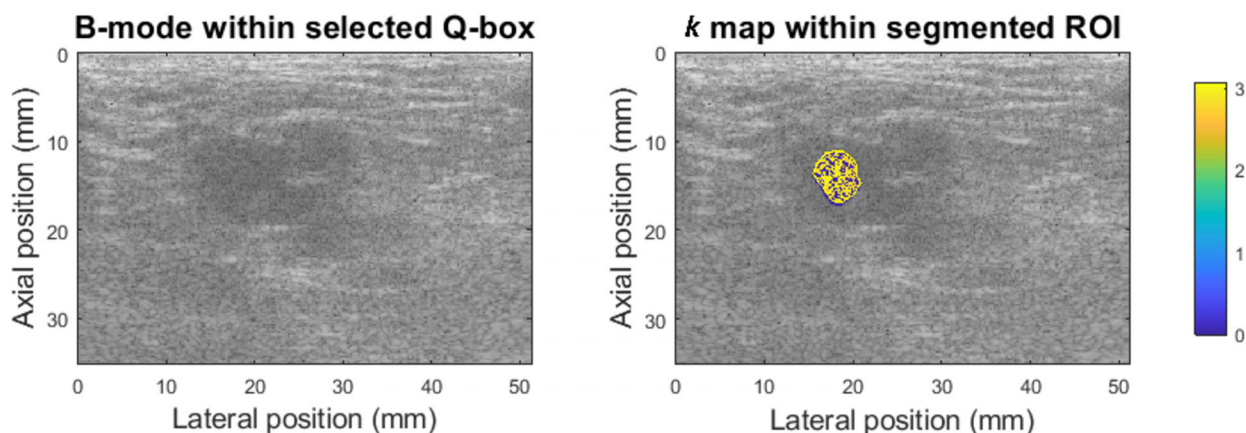 B-mode within selected Q-box
0
10
20
30
Axial position (mm)
0 10 20 30 40 50
Lateral position (mm)
k map within segmented ROI
0
10
20
30
Axial position (mm)
0 10 20 30 40 50
Lateral position (mm)
3
2
1
0